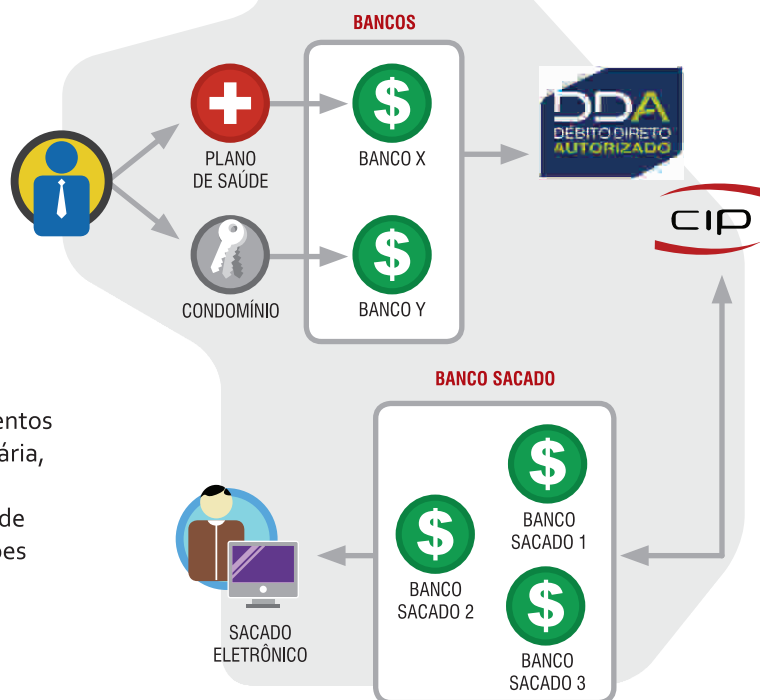 BANCOS
PLANO
DE SAÚDE
BANCO X
DDA
DÉBITO DIRETO
AUTORIZADO
CIP
CONDOMÍNIO
BANCO Y
BANCO SACADO
entos
ária,
de
ões
BANCO
SACADO 1
BANCO
SACADO 2
BANCO
SACADO 3
SACADO
ELETRÔNICO